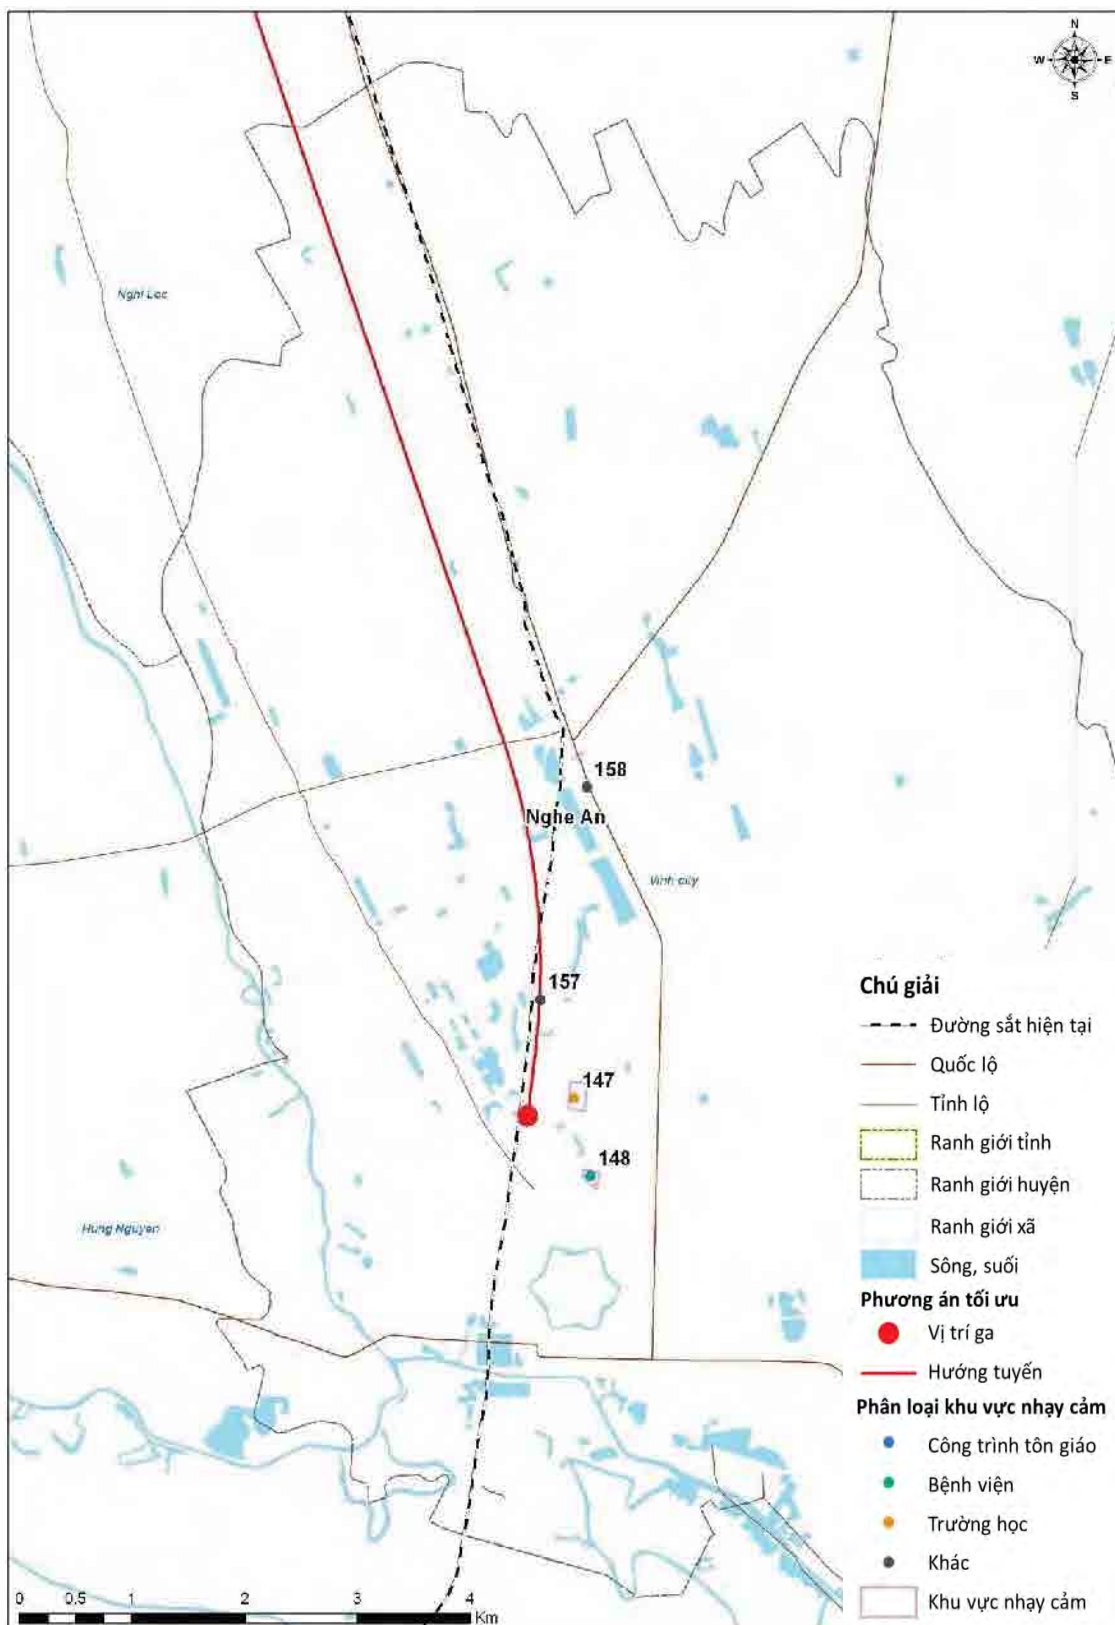 N
W E
S
Nghi Loc
158
Nghe An
Vinh city
157
147
148
Hung Nguyen
Chú giải
Đường sắt hiện tại
Quốc lộ
Tỉnh lộ
Ranh giới tỉnh
Ranh giới huyện
Ranh giới xã
Sông, suối
Phương án tối ưu
Vị trí ga
Hướng tuyến
Phân loại khu vực nhạy cảm
Công trình tôn giáo
Bệnh viện
Trường học
Khác
Khu vực nhạy cảm
0 0.5 1 2 3 4
Km